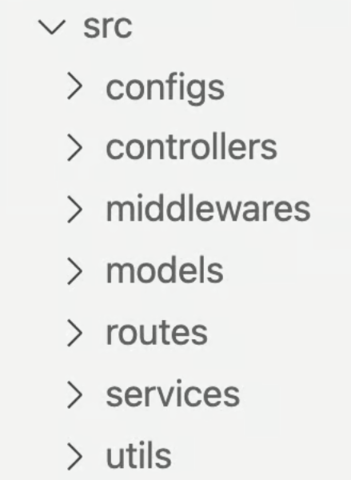 src
configs
controllers
middlewares
models
routes
services
utils